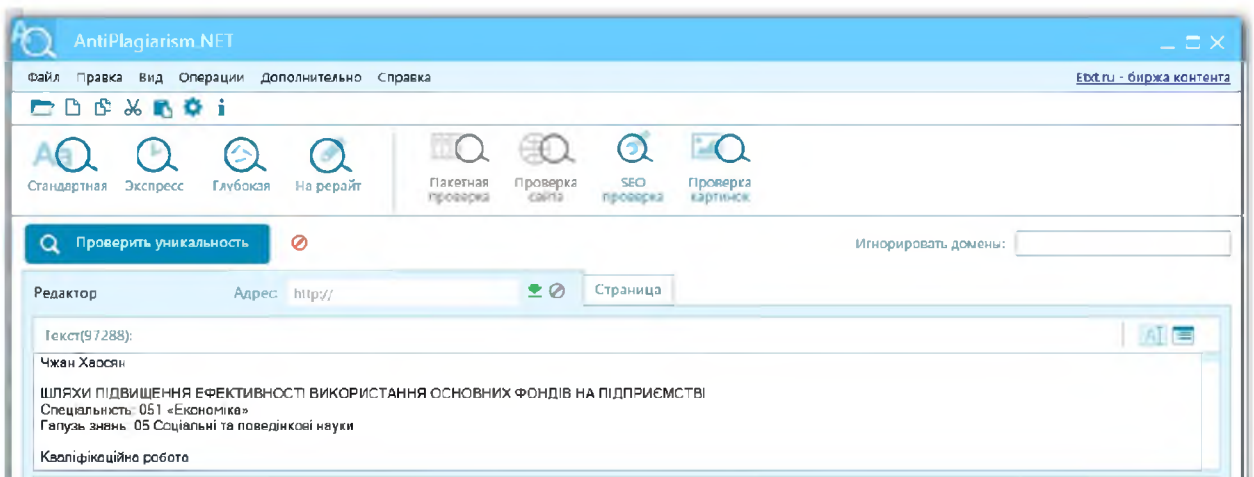 AntiPlagiarism.NET
Файл Правка Вид Операции Дополнительно Справка Etxt.ru - биржа контента
Стандартная Экспресс Глубокая На рерайт Пакетная проверка Проверка сайта SEO проверка Проверка картинок
Проверить уникальность Игнорировать домены:
Редактор Адрес: http:// Страница
Текст(97288):
Чжан Хаосян
ШЛЯХИ ПІДВИЩЕННЯ ЕФЕКТИВНОСТІ ВИКОРИСТАННЯ ОСНОВНИХ ФОНДІВ НА ПІДПРИЄМСТВІ
Спеціальність: 051 «Економіка»
Галузь знань: 05 Соціальні та поведінкові науки
Кваліфікаційна робота